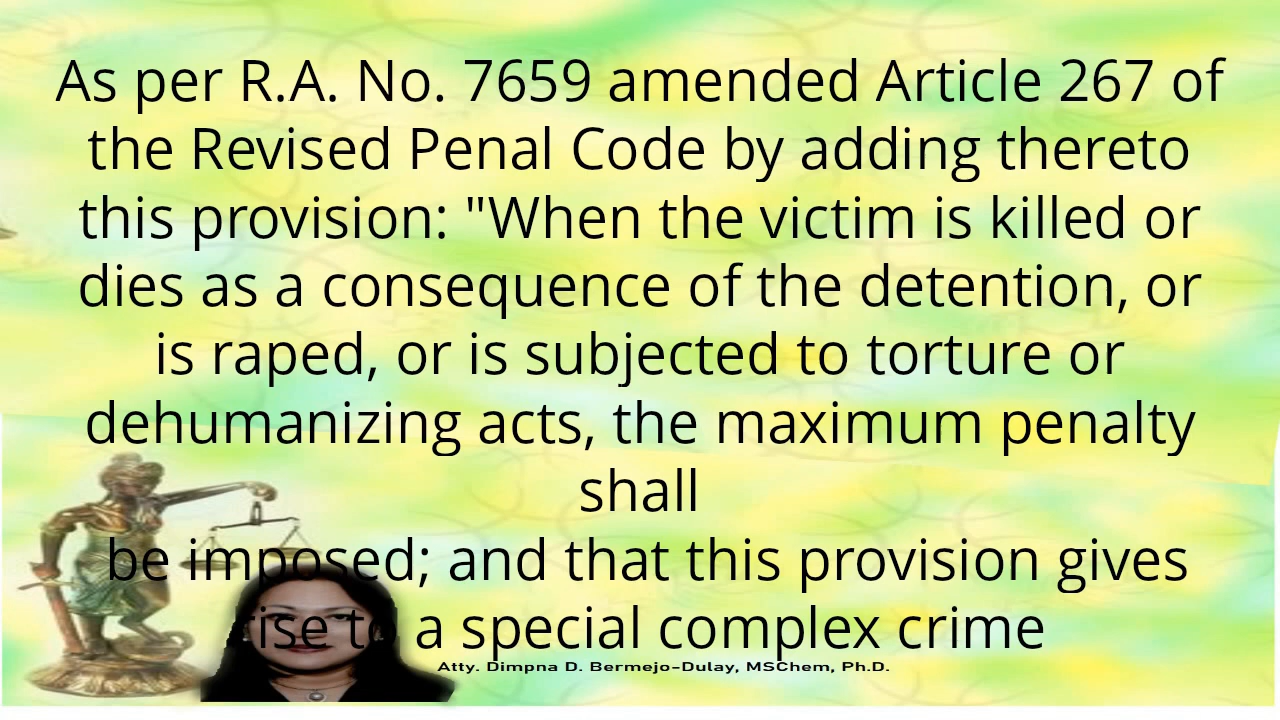 As per R.A. No. 7659 amended Article 267 of
the Revised Penal Code by adding thereto
this provision: "When the victim is killed or
dies as a consequence of the detention, or
is raped, or is subjected to torture or
dehumanizing acts, the maximum penalty
shall
be imposed; and that this provision gives
rise to a special complex crime
Atty. Dimpna D. Bermejo-Dulay, MSChem, Ph.D.